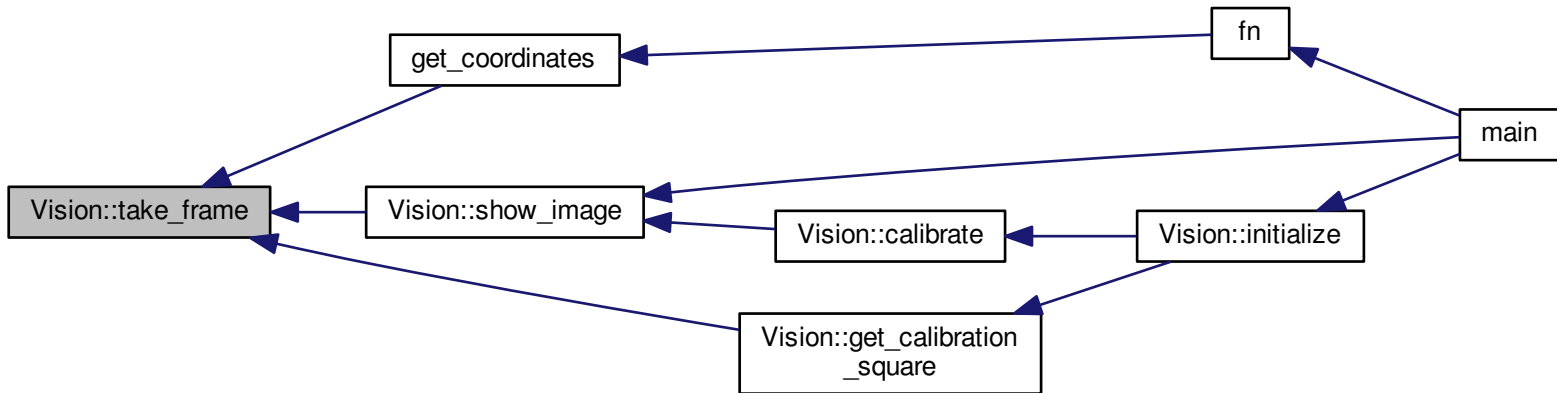 fn
get_coordinates
main
Vision::take_frame
Vision::show_image
Vision::calibrate
Vision::initialize
Vision::get_calibration
_square